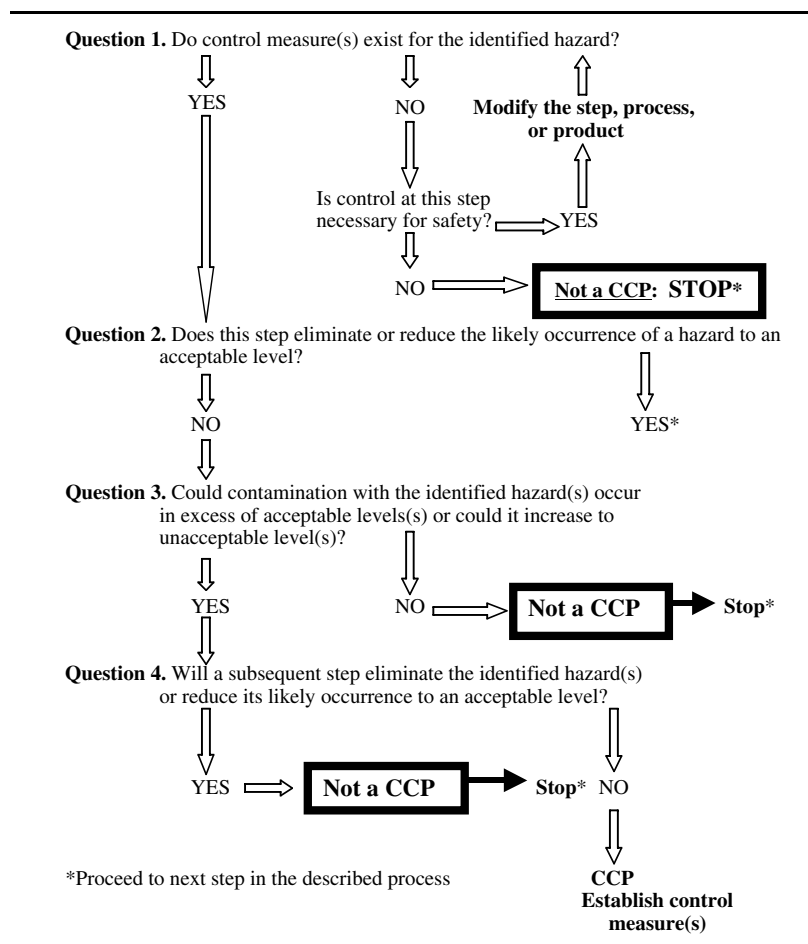 Question 1. Do control measure(s) exist for the identified hazard?
YES
NO
Modify the step, process,
or product
Is control at this step
necessary for safety?
YES
NO
Not a CCP: STOP*
Question 2. Does this step eliminate or reduce the likely occurrence of a hazard to an
acceptable level?
NO
YES*
Question 3. Could contamination with the identified hazard(s) occur
in excess of acceptable levels(s) or could it increase to
unacceptable level(s)?
YES
NO
Not a CCP
Stop*
Question 4. Will a subsequent step eliminate the identified hazard(s)
or reduce its likely occurrence to an acceptable level?
YES
Not a CCP
Stop*
NO
*Proceed to next step in the described process
CCP
Establish control
measure(s)